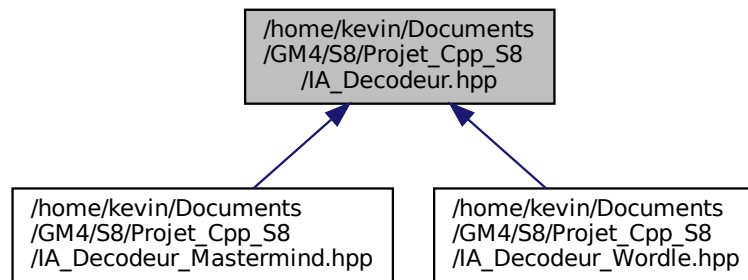 /home/kevin/Documents
/GM4/S8/Projet_Cpp_S8
/IA_Decodeur.hpp
/home/kevin/Documents
/GM4/S8/Projet_Cpp_S8
/IA_Decodeur_Mastermind.hpp
/home/kevin/Documents
/GM4/S8/Projet_Cpp_S8
/IA_Decodeur_Wordle.hpp